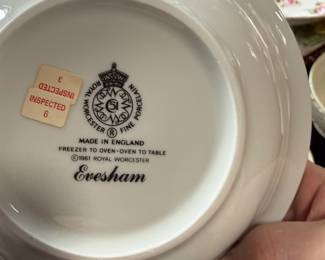 3
INSPECTED
INSPECTED
6
ROYAL WORCESTER FINE PORCELAIN
51
®
MADE IN ENGLAND
FREEZER TO OVEN-OVEN TO TABLE
©1961 ROYAL WORCESTER
Evesham